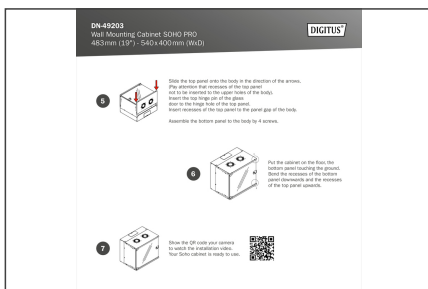 DN-49203
Wall Mounting Cabinet SOHO PRO
483 mm (19") - 540 x 400 mm (WxD)
DIGITUS®
5
Slide the top panel onto the body in the direction of the arrows.
(Pay attention that recesses of the top panel
not to be inserted to the upper holes of the body).
Insert the top hinge pin of the glass
door to the hinge hole of the top panel.
Insert recesses of the top panel to the panel gap of the body.
Assemble the bottom panel to the body by 4 screws.
6
Put the cabinet on the floor, the
bottom panel touching the ground.
Bend the recesses of the bottom
panel downwards and the recesses
of the top panel upwards.
7
Show the QR code your camera
to watch the installation video.
Your Soho cabinet is ready to use.